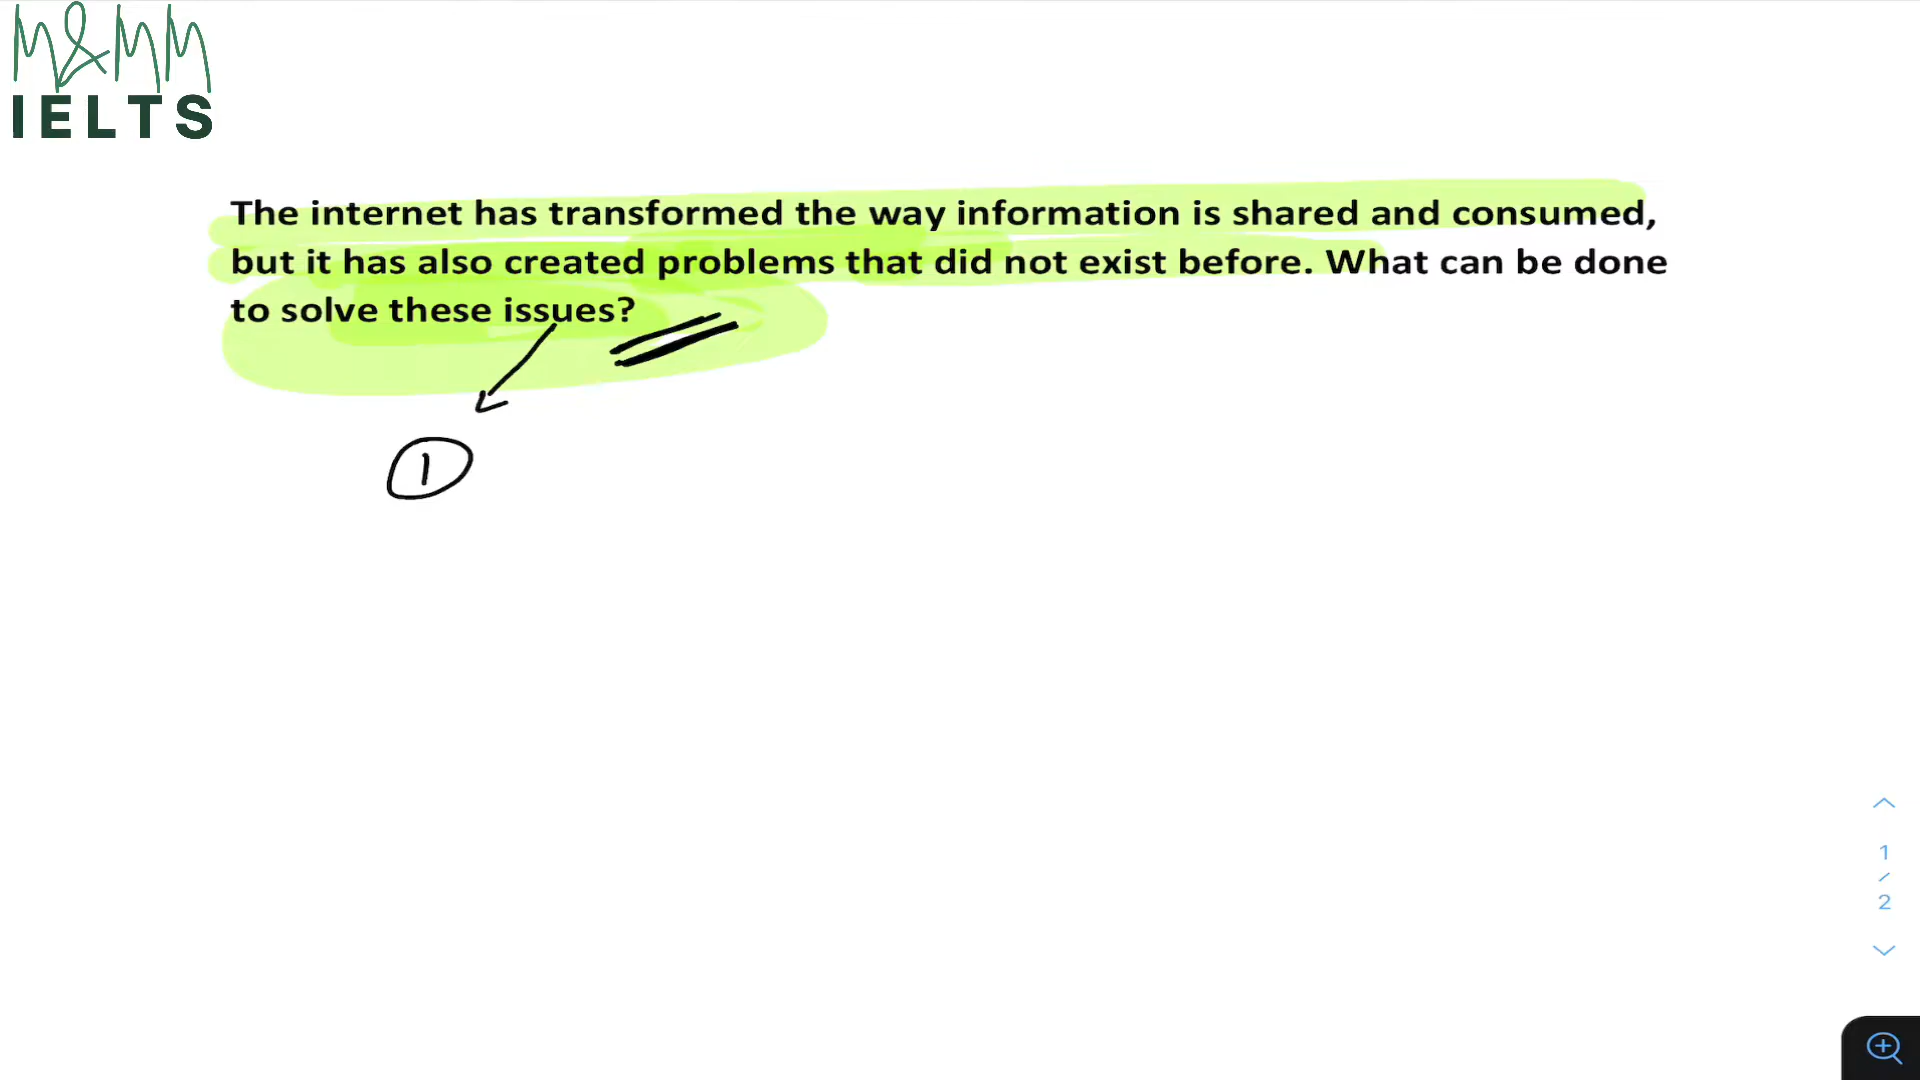 M&MM
IELTS
The internet has transformed the way information is shared and consumed,
but it has also created problems that did not exist before. What can be done
to solve these issues?
1
1
/
2